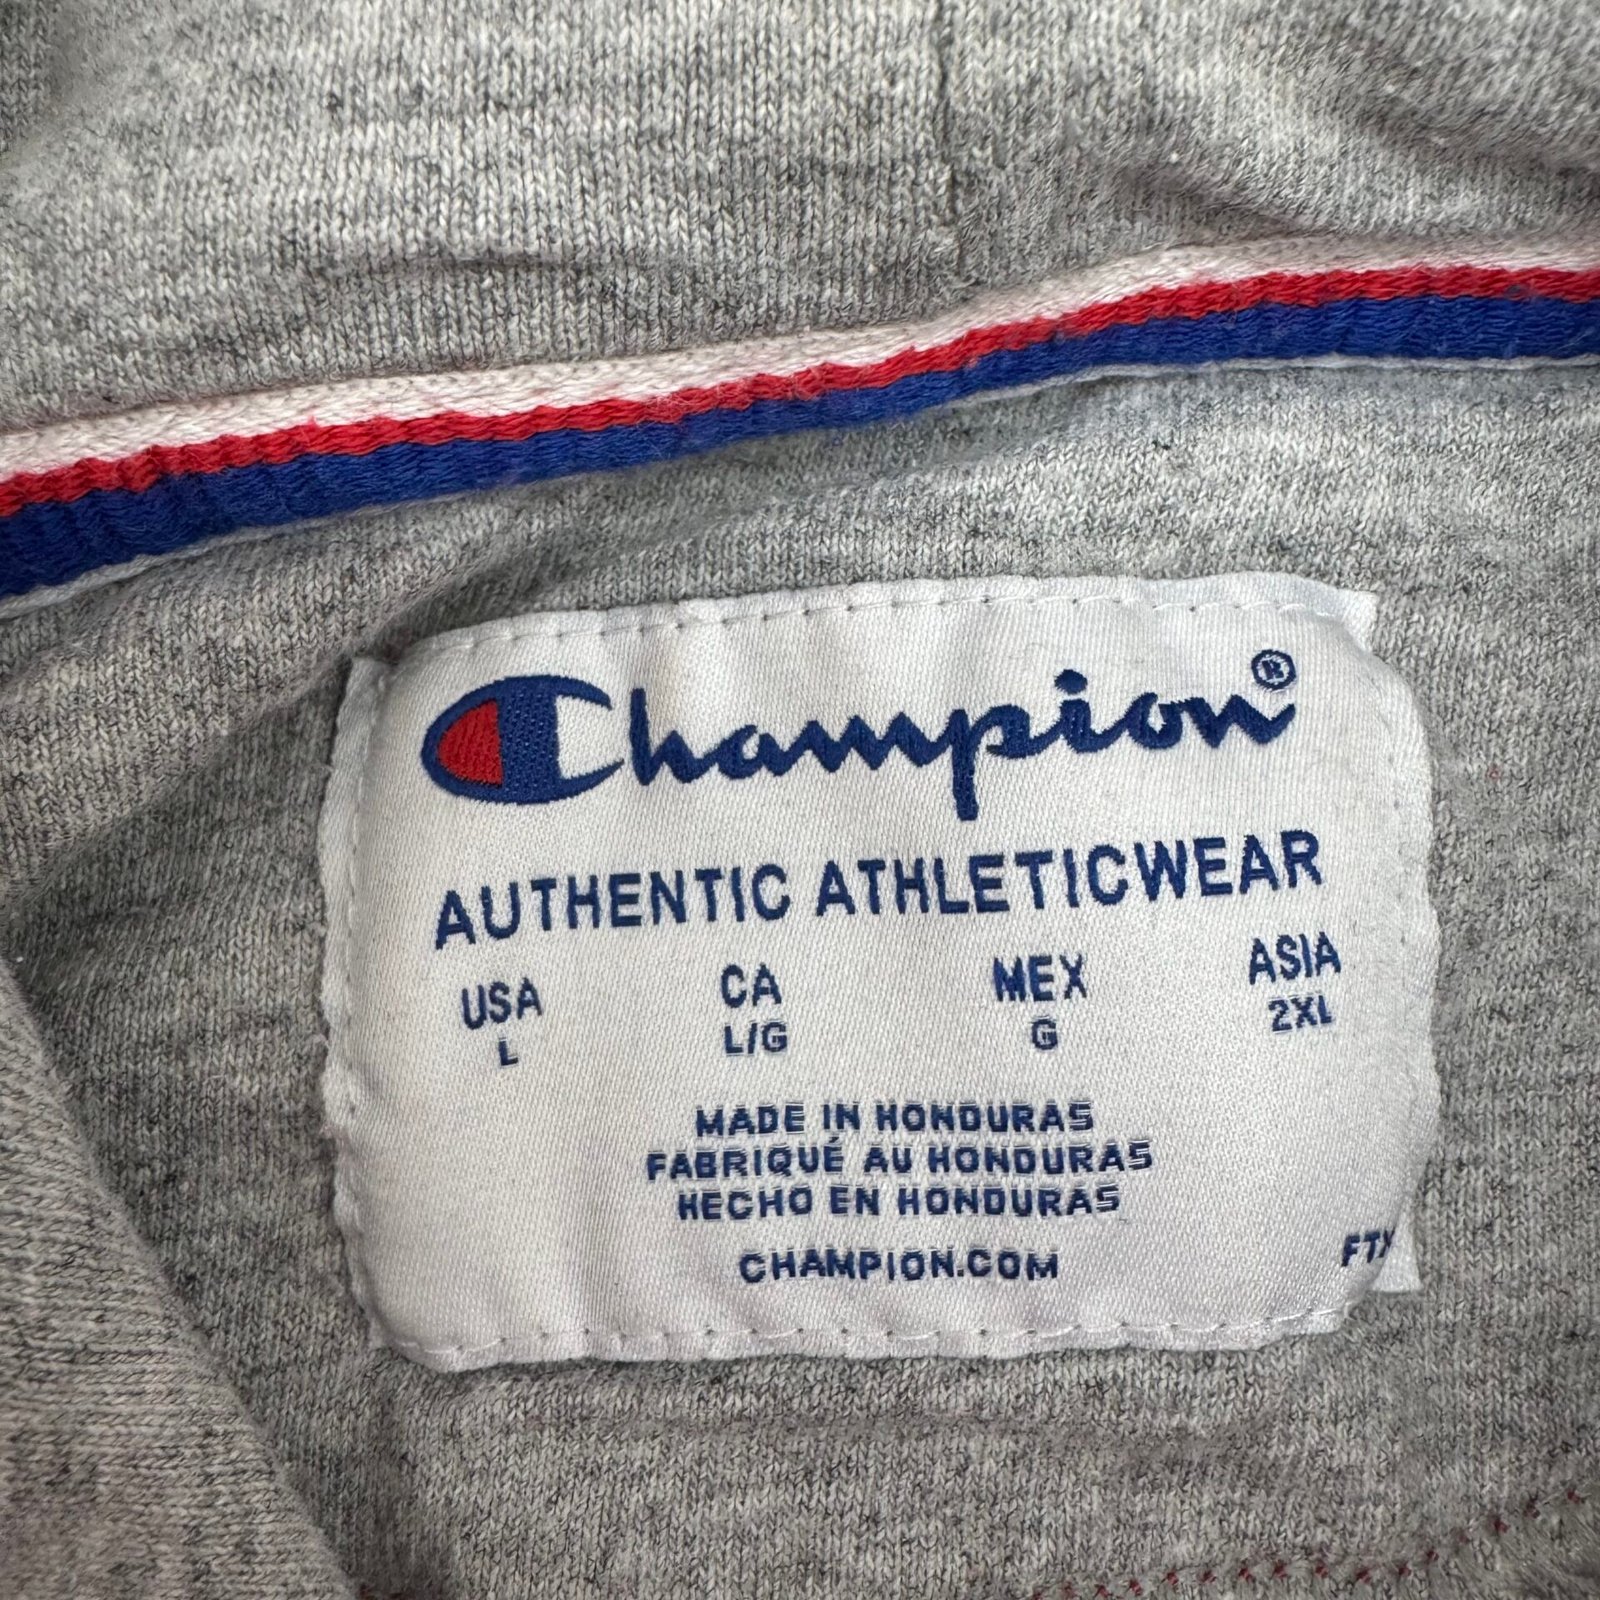 Champion®
AUTHENTIC ATHLETICWEAR
USA CA MEX ASIA
L L/G G 2XL
MADE IN HONDURAS
FABRIQUÉ AU HONDURAS
HECHO EN HONDURAS
CHAMPION.COM
FTX